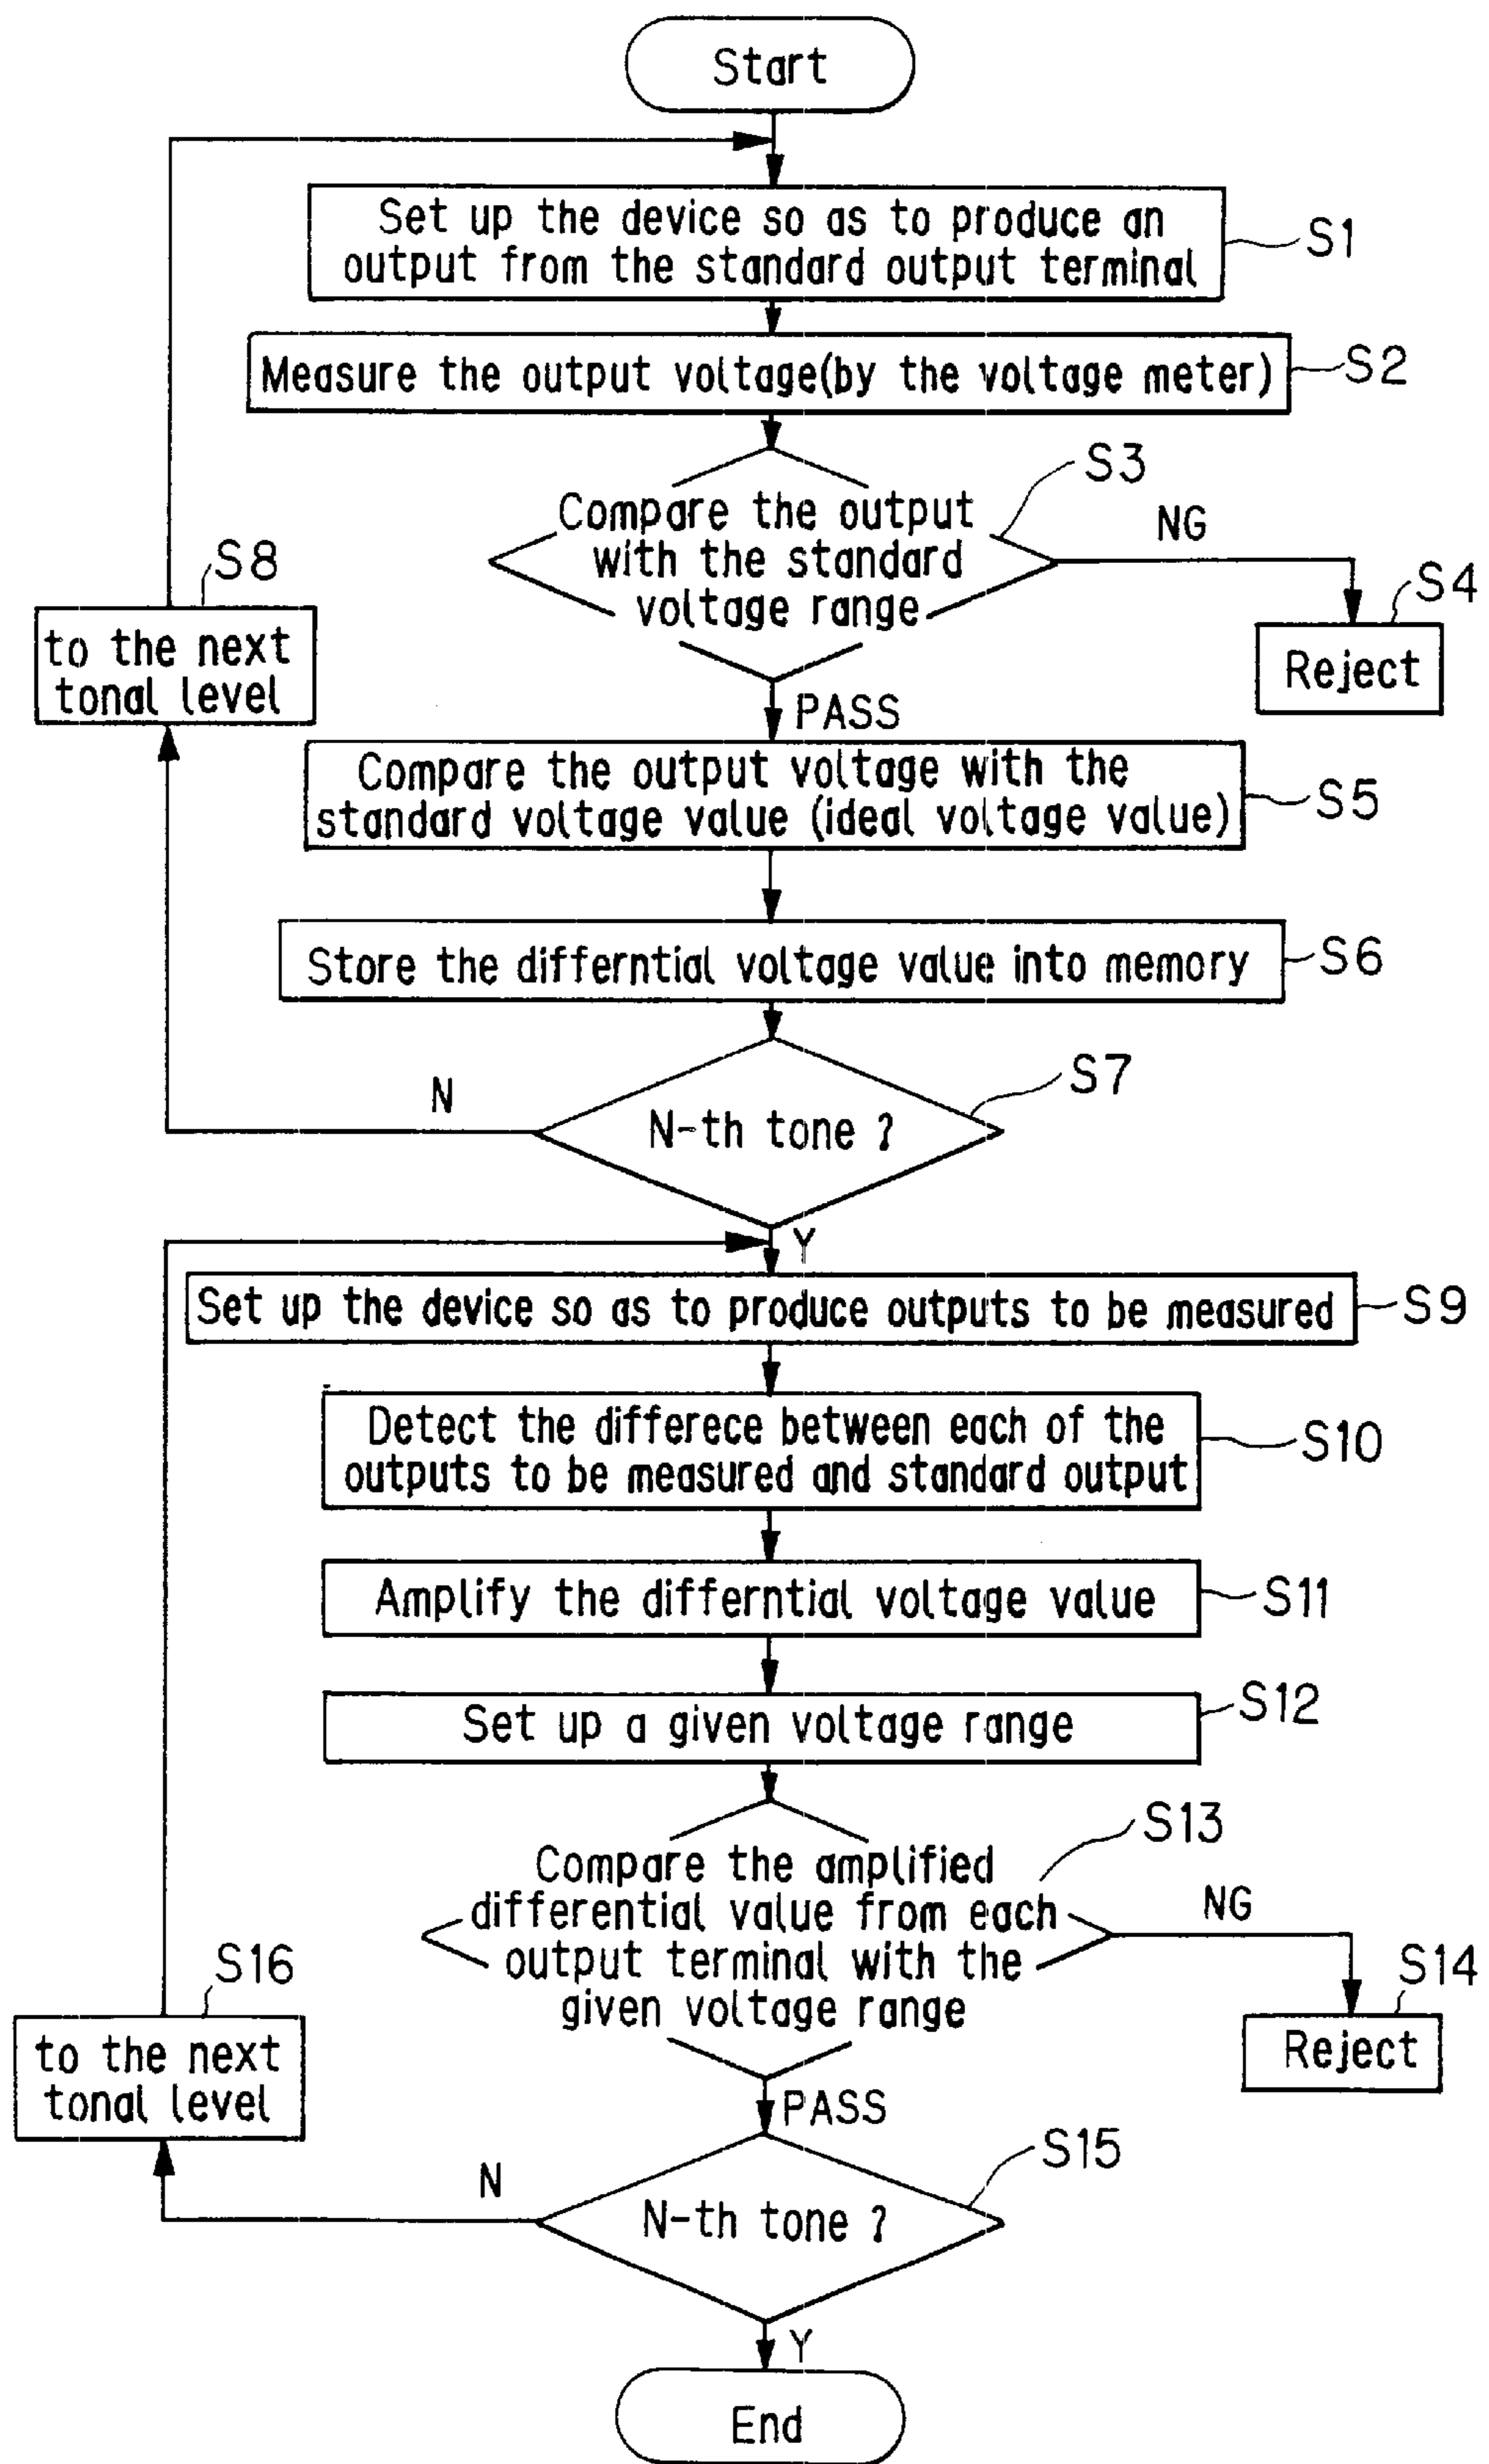 Start
Set up the device so as to produce an
output from the standard output terminal
S1
Measure the output voltage(by the voltage meter)
S2
Compare the output
with the standard
voltage range
S3
NG
S4
Reject
S8
to the next
tonal level
PASS
Compare the output voltage with the
standard voltage value (ideal voltage value)
S5
Store the differntial voltage value into memory
S6
N-th tone ?
S7
N
Y
Set up the device so as to produce outputs to be measured
S9
Detect the differece between each of the
outputs to be measured and standard output
S10
Amplify the differntial voltage value
S11
Set up a given voltage range
S12
Compare the amplified
differential value from each
output terminal with the
given voltage range
S13
NG
S14
Reject
S16
to the next
tonal level
PASS
N-th tone ?
S15
N
Y
End